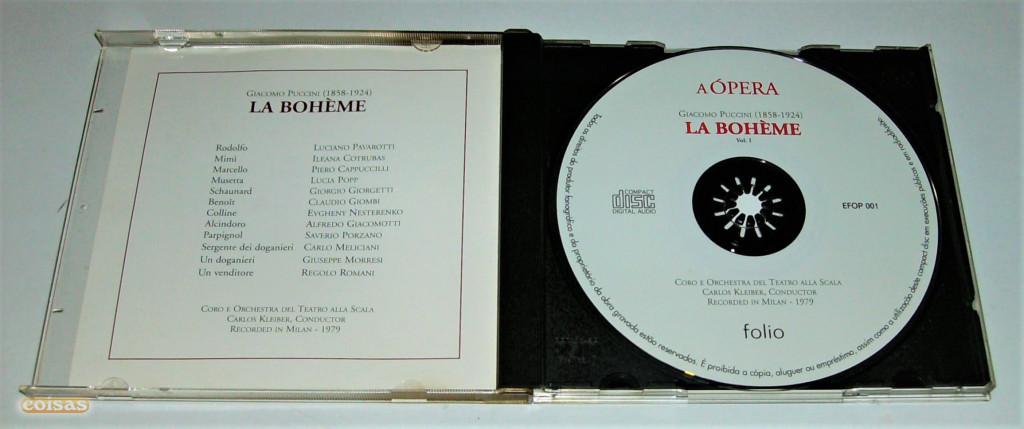 Giacomo Puccini (1858-1924)
LA BOHÈME
Rodolfo Luciano Pavarotti
Mimì Ileana Cotrubas
Marcello Piero Cappuccilli
Musetta Lucia Popp
Schaunard Giorgio Giorgetti
Benoît Claudio Giombi
Colline Evgheny Nesterenko
Alcindoro Alfredo Giacomotti
Parpignol Saverio Porzano
Sergente dei doganieri Carlo Meliciani
Un doganieri Giuseppe Morresi
Un venditore Regolo Romani
Coro e Orchestra del Teatro alla Scala
Carlos Kleiber, Conductor
Recorded in Milan - 1979
A ÓPERA
Giacomo Puccini (1858-1924)
LA BOHÈME
Vol. 1
COMPACT
disc
DIGITAL AUDIO
EFOP 001
Coro e Orchestra del Teatro alla Scala
Carlos Kleiber, Conductor
Recorded in Milan - 1979
folio
Todos os direitos do produtor fonográfico e do proprietário da obra gravada estão reservados. É proibida a cópia, aluguer ou empréstimo, assim como a utilização deste compact disc em execuções públicas e em radiodifusão.
coisas